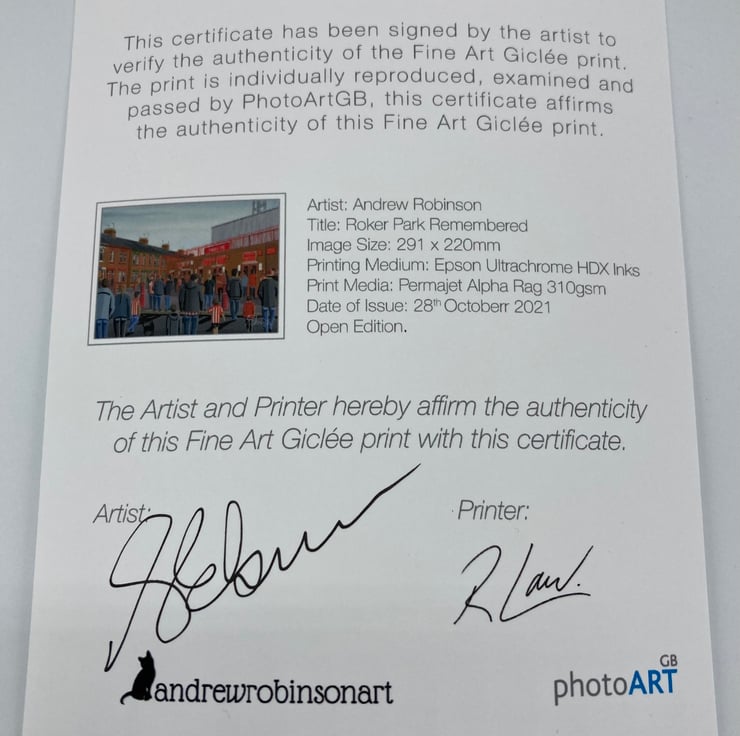 This certificate has been signed by the artist to
verify the authenticity of the Fine Art Giclée print.
The print is individually reproduced, examined and
passed by PhotoArtGB, this certificate affirms
the authenticity of this Fine Art Giclée print.
Artist: Andrew Robinson
Title: Roker Park Remembered
Image Size: 291 x 220mm
Printing Medium: Epson Ultrachrome HDX Inks
Print Media: Permajet Alpha Rag 310gsm
Date of Issue: 28th Octoberr 2021
Open Edition.
The Artist and Printer hereby affirm the authenticity
of this Fine Art Giclée print with this certificate.
Artist:
Printer:
R Law.
andrewrobinsonart
photoART GB